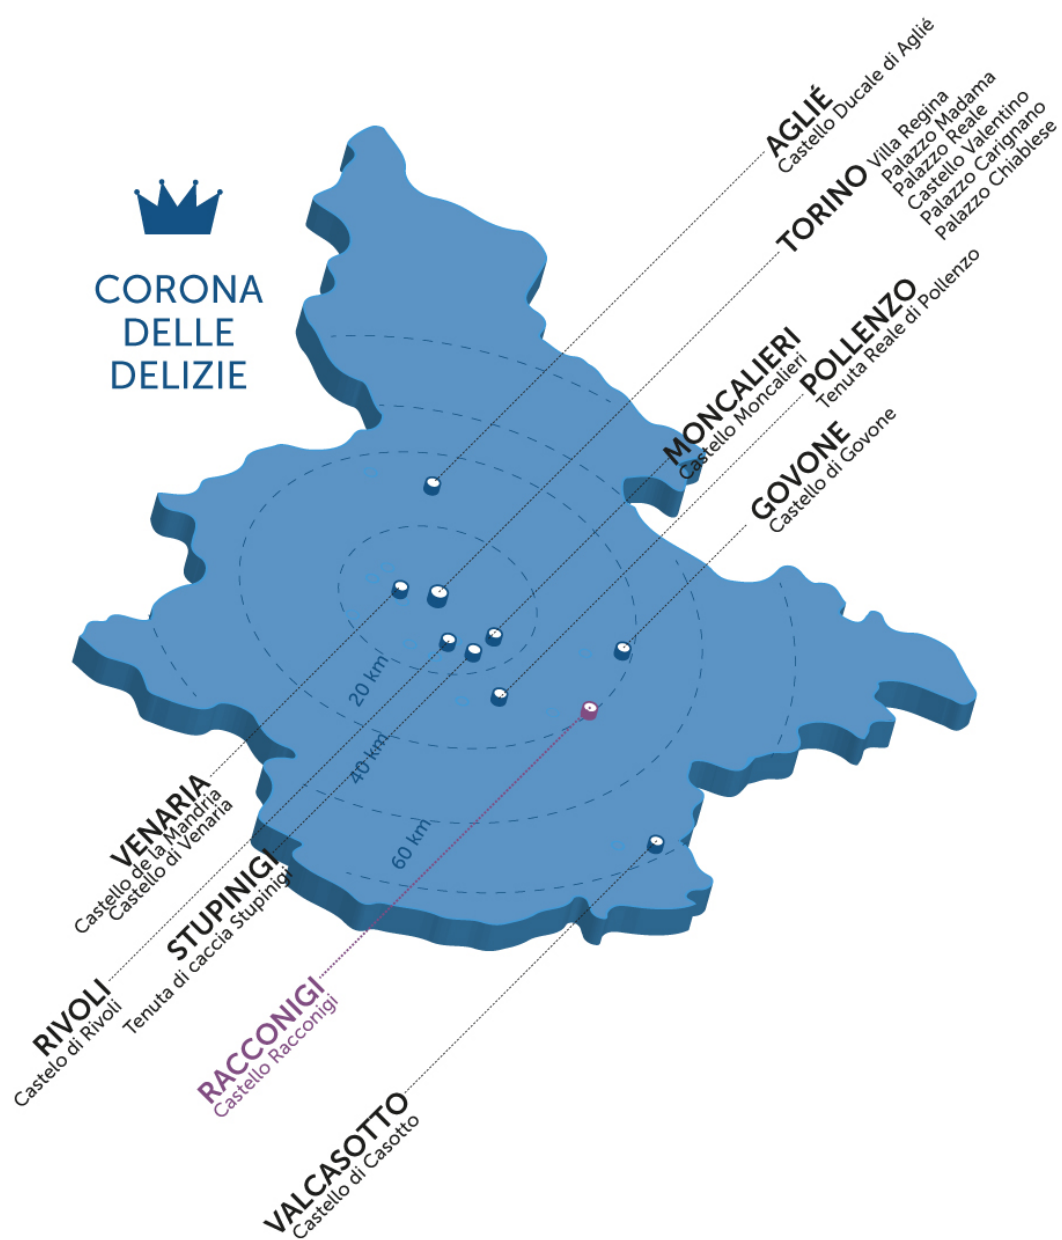 CORONA
DELLE
DELIZIE
AGLIÉ
Castello Ducale di Aglié
TORINO
Villa Regina
Palazzo Madama
Palazzo Reale
Castello Valentino
Palazzo Carignano
Palazzo Chiablese
MONCALIERI
Castello Moncalieri
POLLENZO
Tenuta Reale di Pollenzo
GOVONE
Castello di Govone
20 km
40 km
60 km
VENARIA
Castello de la Mandria
Castello di Venaria
STUPINIGI
Tenuta di caccia Stupinigi
RIVOLI
Castelo di Rivoli
RACCONIGI
Castello Racconigi
VALCASOTTO
Castello di Casotto